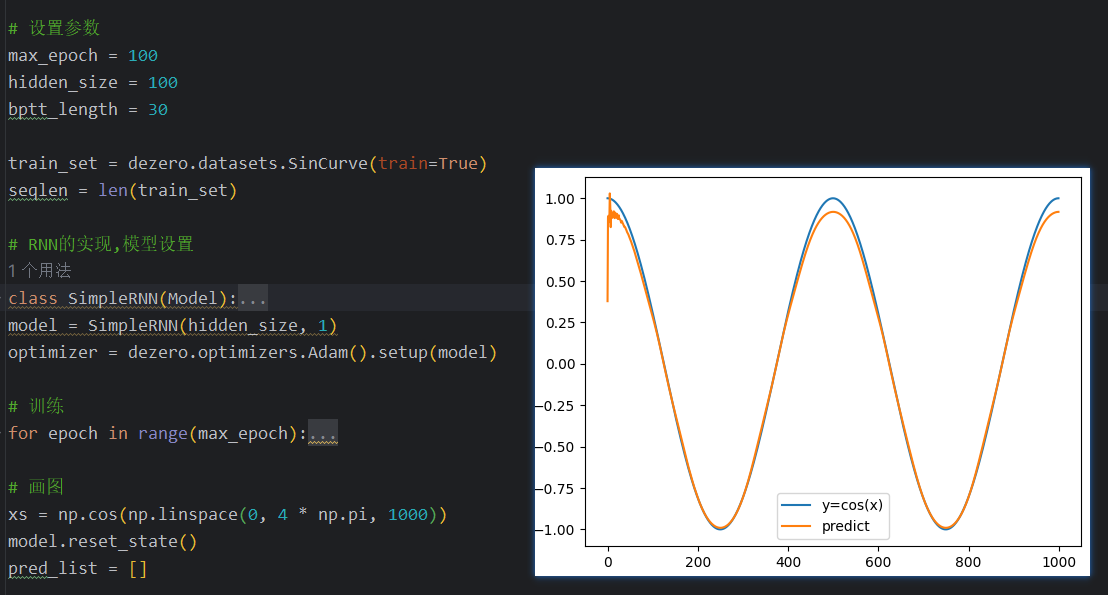 # 设置参数
max_epoch = 100
hidden_size = 100
bptt_length = 30
train_set = dezero.datasets.SinCurve(train=True)
seqlen = len(train_set)
# RNN的实现,模型设置
1 个用法
class SimpleRNN(Model):...
model = SimpleRNN(hidden_size, 1)
optimizer = dezero.optimizers.Adam().setup(model)
# 训练
for epoch in range(max_epoch):...
# 画图
xs = np.cos(np.linspace(0, 4 * np.pi, 1000))
model.reset_state()
pred_list = []
1.00
0.75
0.50
0.25
0.00
−0.25
−0.50
−0.75
−1.00
y=cos(x)
predict
0 200 400 600 800 1000